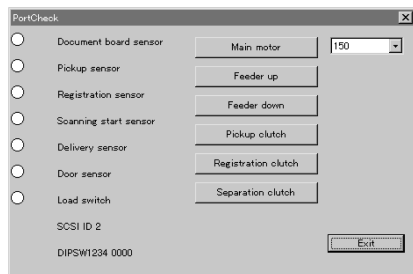 PortCheck
Document board sensor
Pickup sensor
Registration sensor
Scanning start sensor
Delivery sensor
Door sensor
Load switch
SCSI ID 2
DIPSW1234 0000
Main motor
150
Feeder up
Feeder down
Pickup clutch
Registration clutch
Separation clutch
Exit